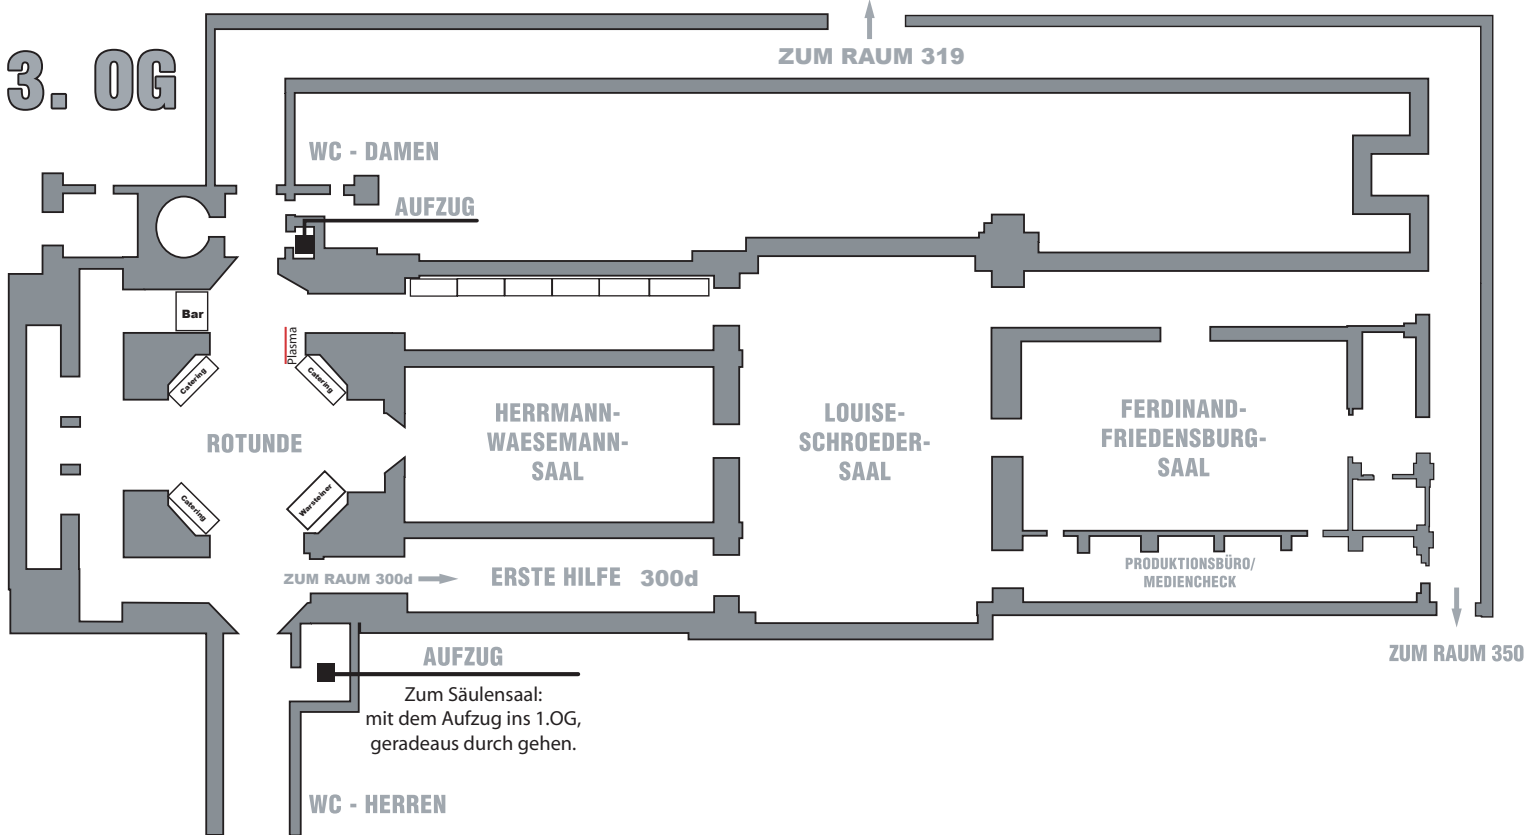 3. OG
ZUM RAUM 319
WC - DAMEN
AUFZUG
Bar
Plasma
Catering
Catering
HERRMANN-
WAESEMANN-
SAAL
LOUISE-
SCHROEDER-
SAAL
FERDINAND-
FRIEDENSBURG-
SAAL
ROTUNDE
Catering
Warsteiner
ZUM RAUM 300d
ERSTE HILFE 300d
PRODUKTIONSBÜRO/
MEDIENCHECK
ZUM RAUM 350
AUFZUG
Zum Säulensaal:
mit dem Aufzug ins 1.OG,
geradeaus durch gehen.
WC - HERREN